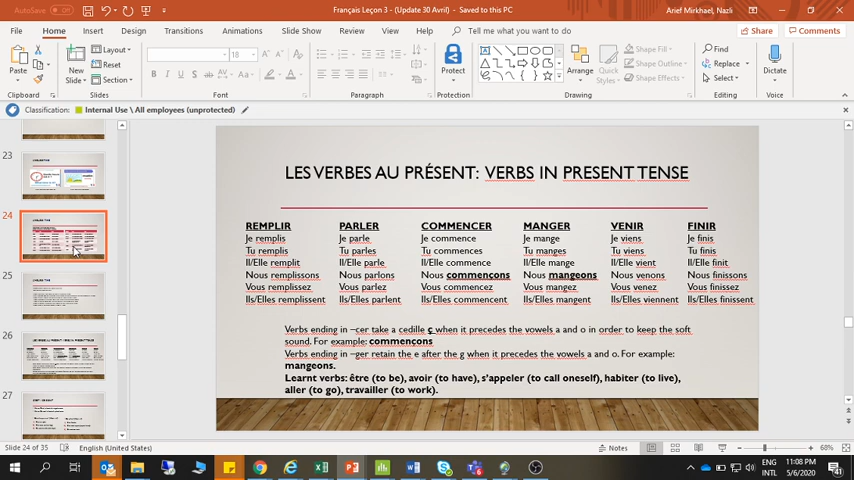 AutoSave Off
Français Leçon 3 - (Update 30 Avril) - Saved to this PC
Arief Mirkhael, Nazli
File Home Insert Design Transitions Animations Slide Show Review View Tell me what you want to do Share Comments
Paste New Slide Layout Reset Section 18 Protect Arrange Quick Styles Shape Fill Shape Outline Shape Effects Find Replace Select Dictate
Clipboard Slides Font Paragraph Protection Drawing Editing Voice
Classification: Internal Use \ All employees (unprotected)
LES VERBES AU PRÉSENT: VERBS IN PRESENT TENSE
REMPLIR PARLER COMMENCER MANGER VENIR FINIR
Je remplis Je parle Je commence Je mange Je viens Je finis
Tu remplis Tu parles Tu commences Tu manges Tu viens Tu finis
Il/Elle remplit Il/Elle parle Il/Elle commence Il/Elle mange Il/Elle vient Il/Elle finit
Nous remplissons Nous parlons Nous commençons Nous mangeons Nous venons Nous finissons
Vous remplissez Vous parlez Vous commencez Vous mangez Vous venez Vous finissez
Ils/Elles remplissent Ils/Elles parlent Ils/Elles commencent Ils/Elles mangent Ils/Elles viennent Ils/Elles finissent
Verbs ending in –cer take a cedille ç when it precedes the vowels a and o in order to keep the soft
sound. For example: commençons
Verbs ending in –ger retain the e after the g when it precedes the vowels a and o. For example:
mangeons.
Learnt verbs: être (to be), avoir (to have), s'appeler (to call oneself), habiter (to live),
aller (to go), travailler (to work).
23
24
25
26
27
Slide 24 of 35 English (United States) Notes 68%
ENG
INTL
11:08 PM
5/6/2020
41